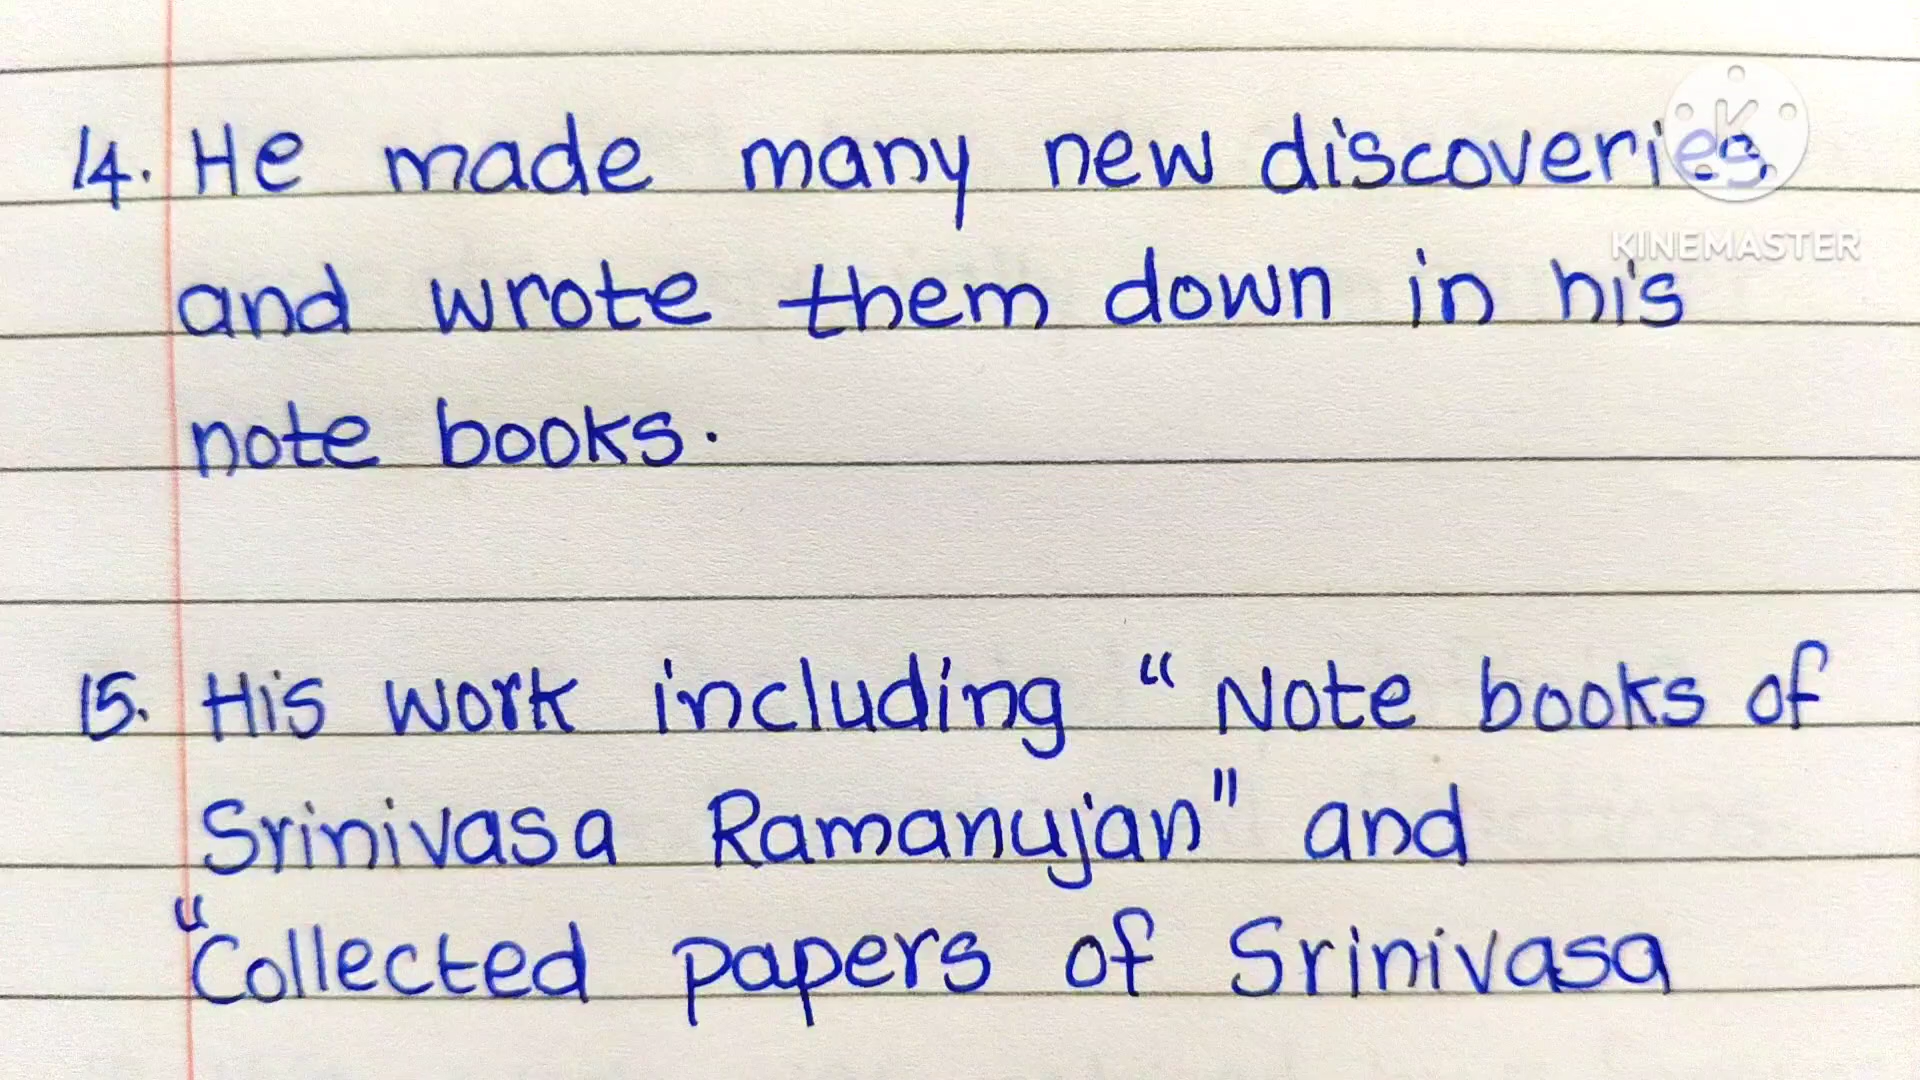 14. He made many new discoveries
and wrote them down in his
note books.
15. His work including “Note books of
Srinivasa Ramanujan” and
“Collected papers of Srinivasa
K
KINEMASTER